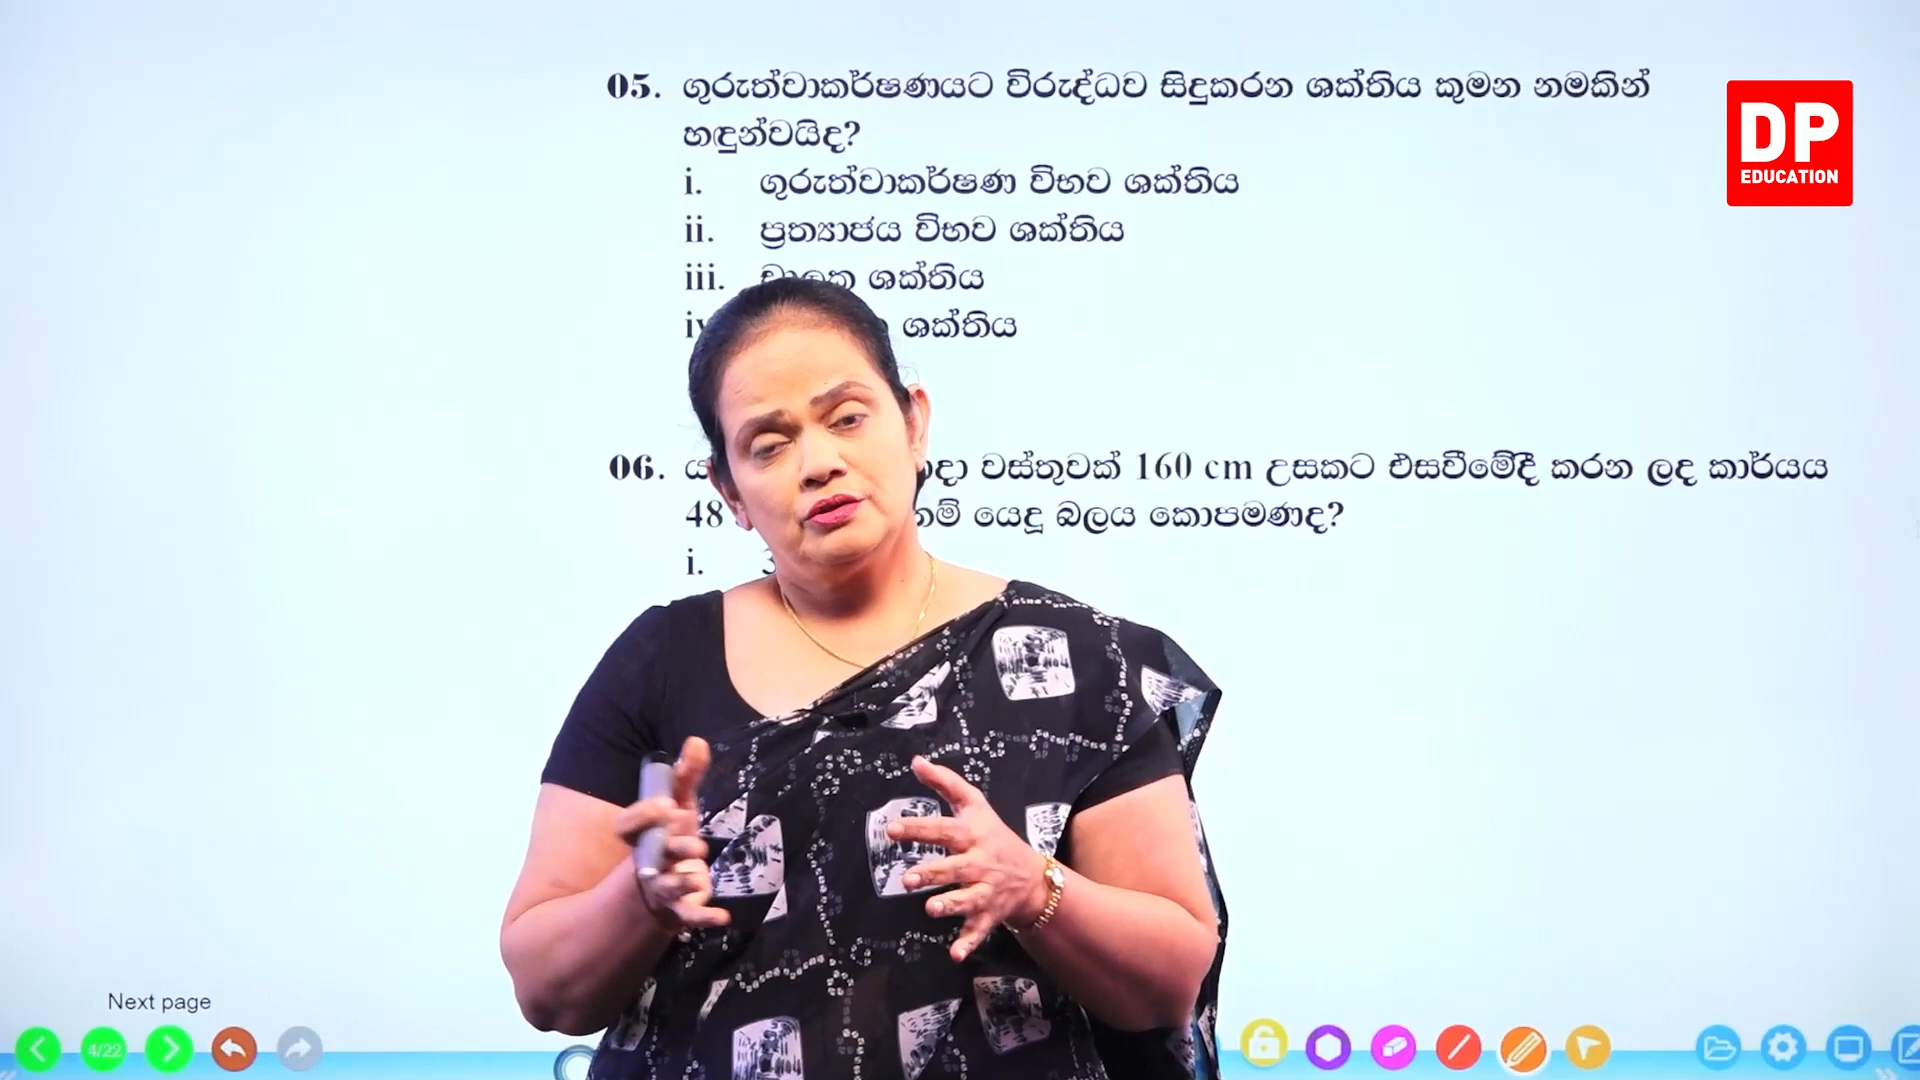 05. ගුරුත්වාකර්ෂණයට විරුද්ධව සිදුකරන ශක්තිය කුමන නමකින්
හඳුන්වයිද?
i. ගුරුත්වාකර්ෂණ විභව ශක්තිය
ii. ප්‍රත්‍යාජය විභව ශක්තිය
iii. චාලක ශක්තිය
ශක්තිය
06. වස්තුවක් 160 cm උසකට එසවීමේදී කරන ලද කාර්යය
48 යෙදූ බලය කොපමණද?
i.
DP
EDUCATION
Next page
4/22